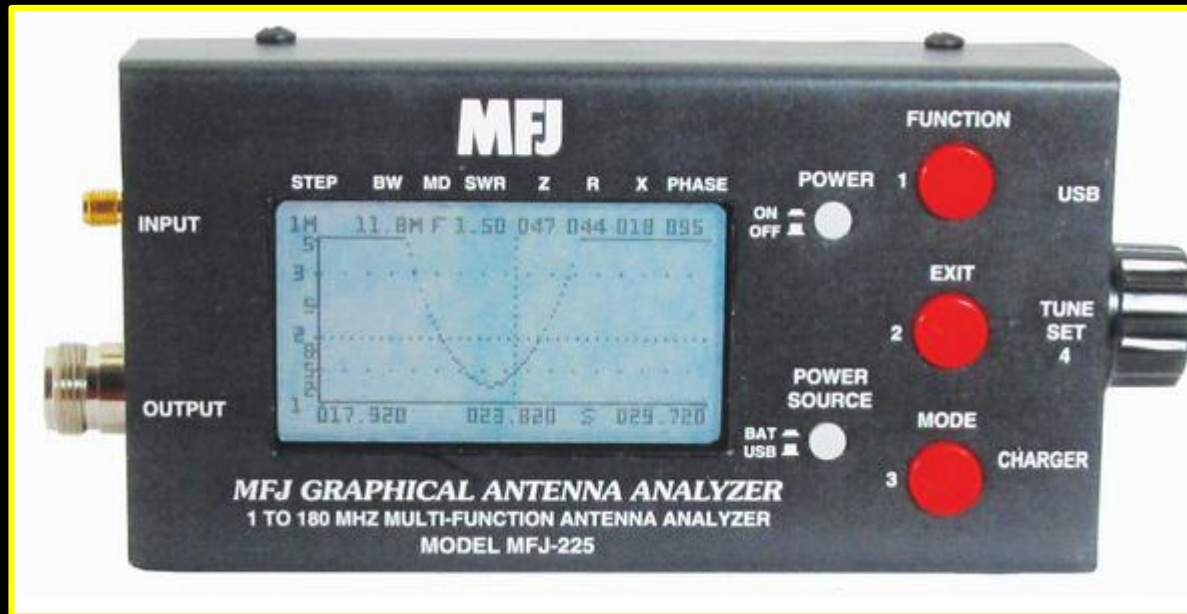 MFJ
FUNCTION
STEP BW MD SWR Z R X PHASE
POWER 1
USB
INPUT
1M 11.8M F 1.50 047 044 018 095
ON
OFF
5
3
EXIT
2
TUNE
SET
4
2
POWER
SOURCE
OUTPUT
1
017.920 023.820 S 029.720
MODE
BAT
USB
3
CHARGER
MFJ GRAPHICAL ANTENNA ANALYZER
1 TO 180 MHZ MULTI-FUNCTION ANTENNA ANALYZER
MODEL MFJ-225